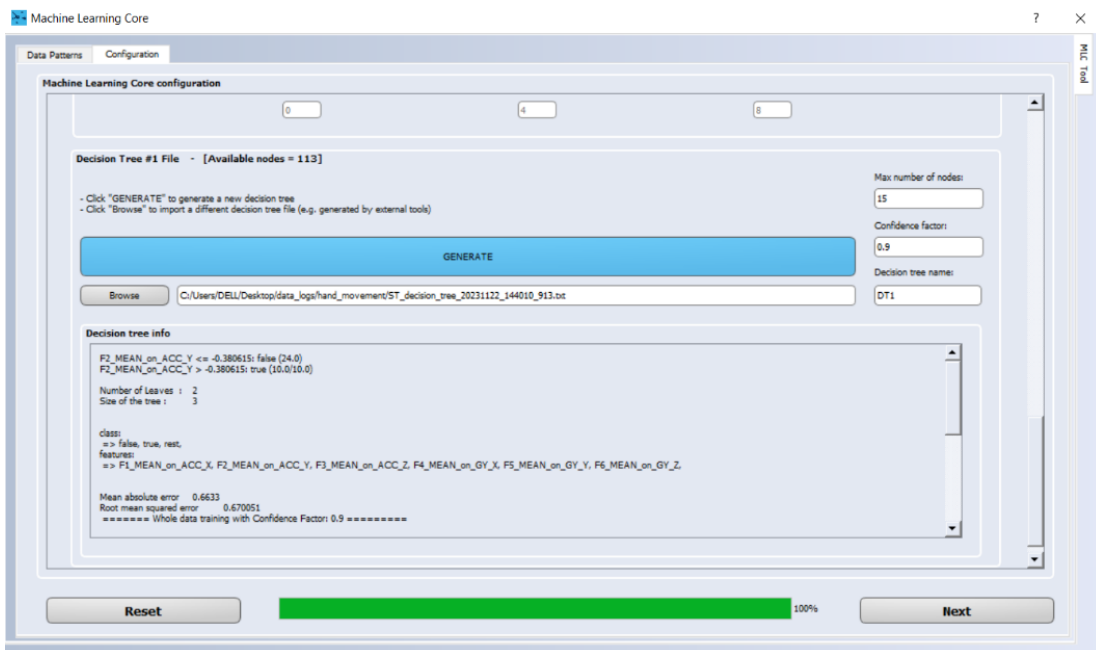 Machine Learning Core
?
Data Patterns Configuration
MLC Tool
Machine Learning Core configuration
0 4 8
Decision Tree #1 File - [Available nodes = 113]
Max number of nodes:
- Click "GENERATE" to generate a new decision tree
- Click "Browse" to import a different decision tree file (e.g. generated by external tools)
15
Confidence factor:
GENERATE
0.9
Decision tree name:
Browse C:/Users/DELL/Desktop/data_logs/hand_movement/ST_decision_tree_20231122_144010_913.txt DT1
Decision tree info
F2_MEAN_on_ACC_Y <= -0.380615: false (24.0)
F2_MEAN_on_ACC_Y > -0.380615: true (10.0/10.0)
Number of Leaves : 2
Size of the tree : 3
class:
=> false, true, rest,
features:
=> F1_MEAN_on_ACC_X, F2_MEAN_on_ACC_Y, F3_MEAN_on_ACC_Z, F4_MEAN_on_GY_X, F5_MEAN_on_GY_Y, F6_MEAN_on_GY_Z,
Mean absolute error 0.6633
Root mean squared error 0.670051
======= Whole data training with Confidence Factor: 0.9 =========
Reset 100% Next